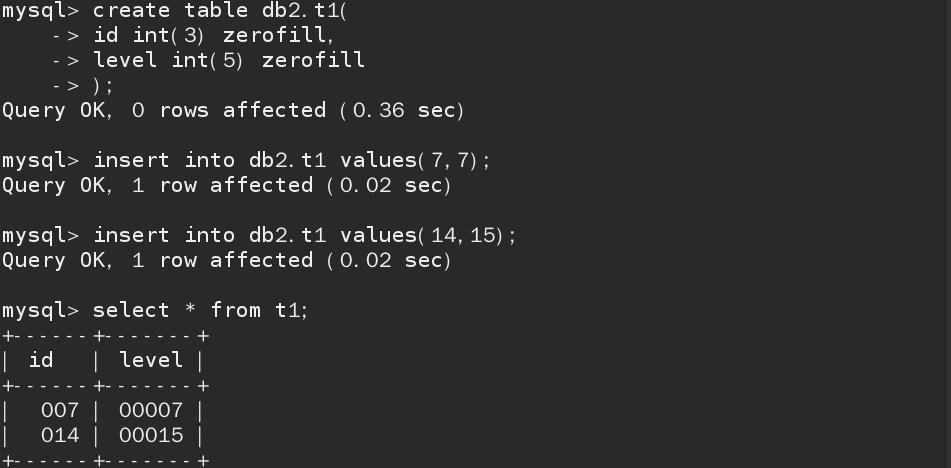 mysql> create table db2.t1(
    -> id int(3) zerofill,
    -> level int(5) zerofill
    -> );
Query OK, 0 rows affected (0.36 sec)

mysql> insert into db2.t1 values(7,7);
Query OK, 1 row affected (0.02 sec)

mysql> insert into db2.t1 values(14,15);
Query OK, 1 row affected (0.02 sec)

mysql> select * from t1;
+------+-------+
| id   | level |
+------+-------+
|  007 | 00007 |
|  014 | 00015 |
+------+-------+